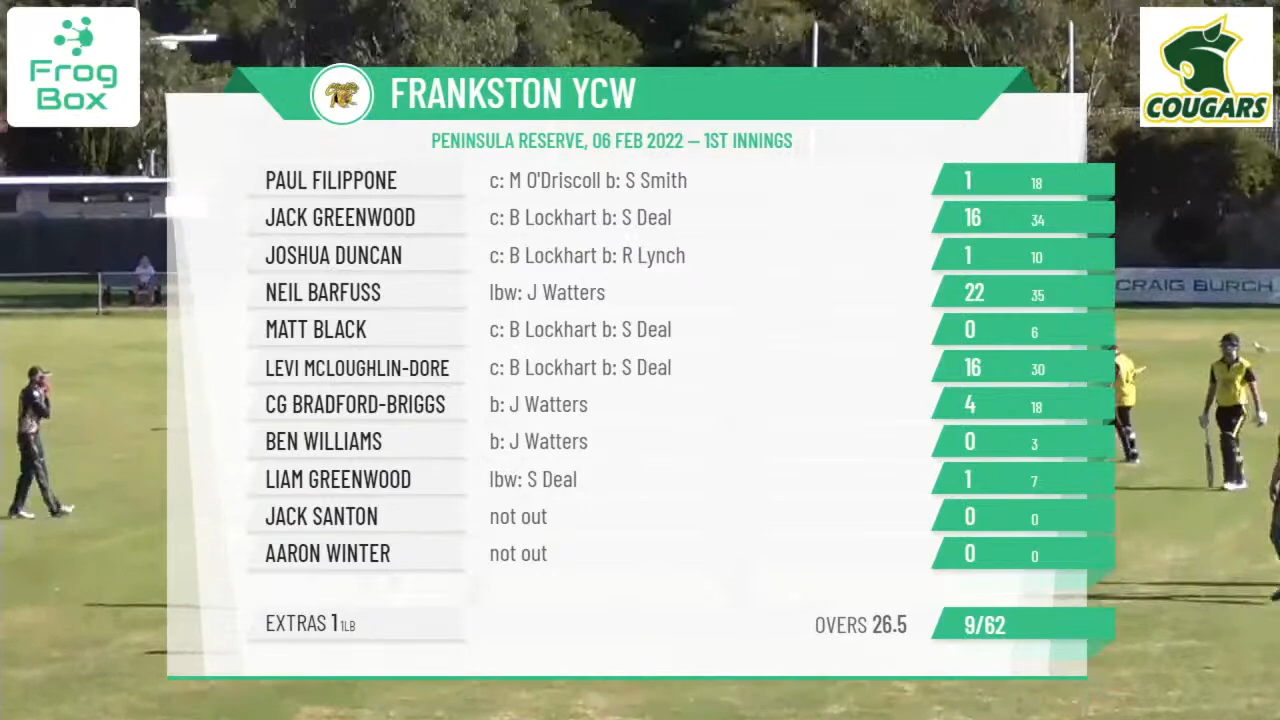 Frog
Box
COUGARS
FRANKSTON YCW
PENINSULA RESERVE, 06 FEB 2022 – 1ST INNINGS
PAUL FILIPPONE c: M O'Driscoll b: S Smith 1 18
JACK GREENWOOD c: B Lockhart b: S Deal 16 34
JOSHUA DUNCAN c: B Lockhart b: R Lynch 1 10
NEIL BARFUSS lbw: J Watters 22 35
MATT BLACK c: B Lockhart b: S Deal 0 6
LEVI MCLOUGHLIN-DORE c: B Lockhart b: S Deal 16 30
CG BRADFORD-BRIGGS b: J Watters 4 18
BEN WILLIAMS b: J Watters 0 3
LIAM GREENWOOD lbw: S Deal 1 7
JACK SANTON not out 0 0
AARON WINTER not out 0 0
EXTRAS 1 1LB OVERS 26.5 9/62
CRAIG BURCH